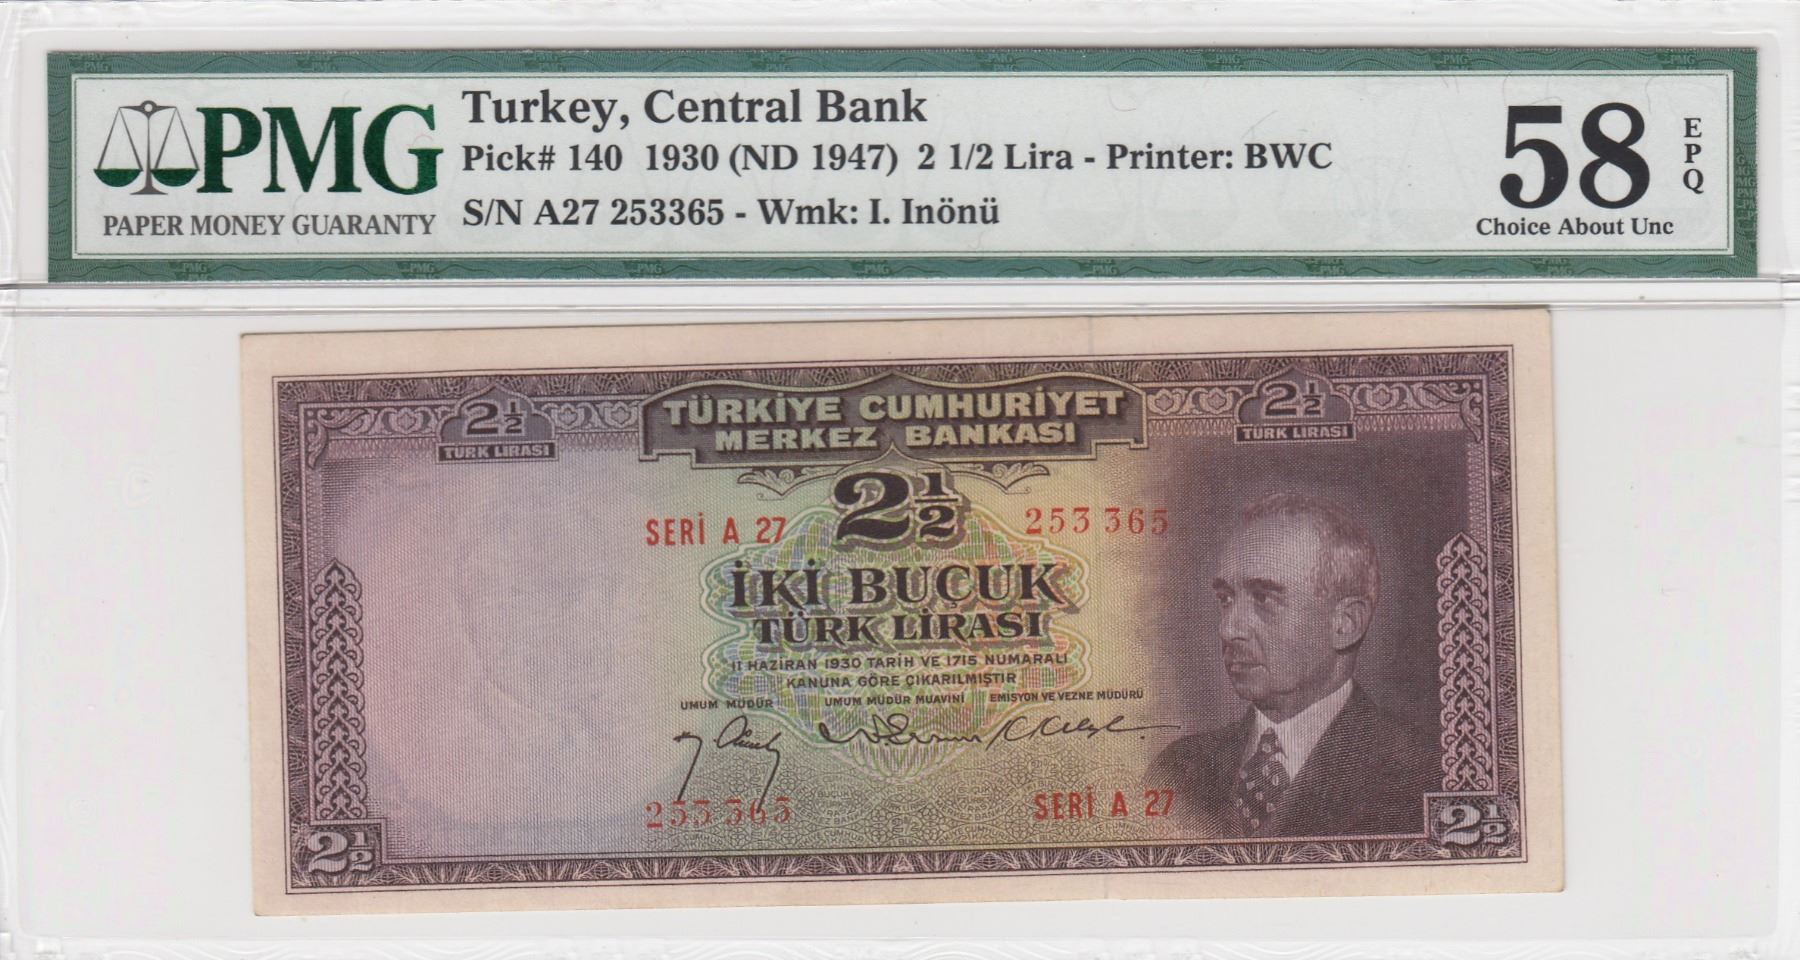 PMG
PAPER MONEY GUARANTY
Turkey, Central Bank
Pick# 140 1930 (ND 1947) 2 1/2 Lira - Printer: BWC
S/N A27 253365 - Wmk: I. Inönü
58
EPQ
Choice About Unc
2½
TÜRK LİRASI
TÜRKİYE CUMHURİYET
MERKEZ BANKASI
2½
TÜRK LİRASI
SERİ A 27
2½
253 365
İKİ BUÇUK
TÜRK LİRASI
11 HAZİRAN 1930 TARİH VE 1715 NUMARALI
KANUNA GÖRE ÇIKARILMIŞTIR
UMUM MÜDÜR
UMUM MÜDÜR MUAVİNİ
EMİSYON VE VEZNE MÜDÜRÜ
253 365
SERİ A 27
2½
2½